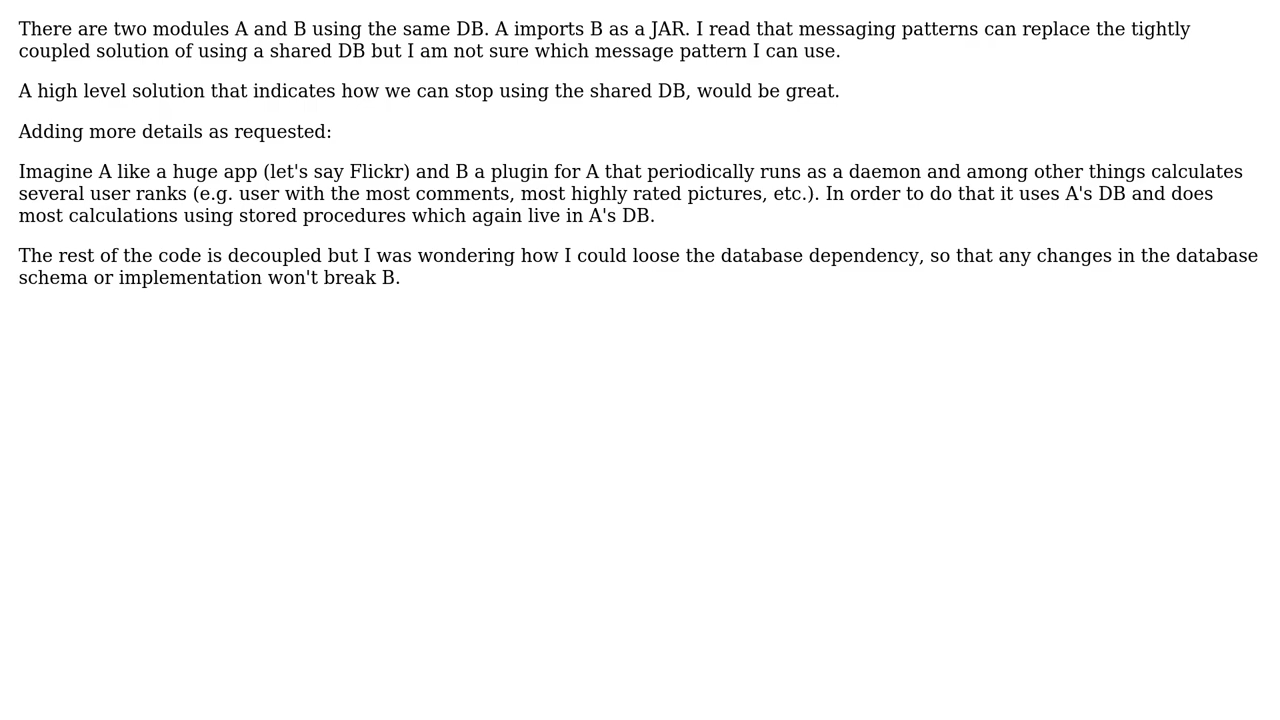 There are two modules A and B using the same DB. A imports B as a JAR. I read that messaging patterns can replace the tightly
coupled solution of using a shared DB but I am not sure which message pattern I can use.
A high level solution that indicates how we can stop using the shared DB, would be great.
Adding more details as requested:
Imagine A like a huge app (let's say Flickr) and B a plugin for A that periodically runs as a daemon and among other things calculates
several user ranks (e.g. user with the most comments, most highly rated pictures, etc.). In order to do that it uses A's DB and does
most calculations using stored procedures which again live in A's DB.
The rest of the code is decoupled but I was wondering how I could loose the database dependency, so that any changes in the database
schema or implementation won't break B.